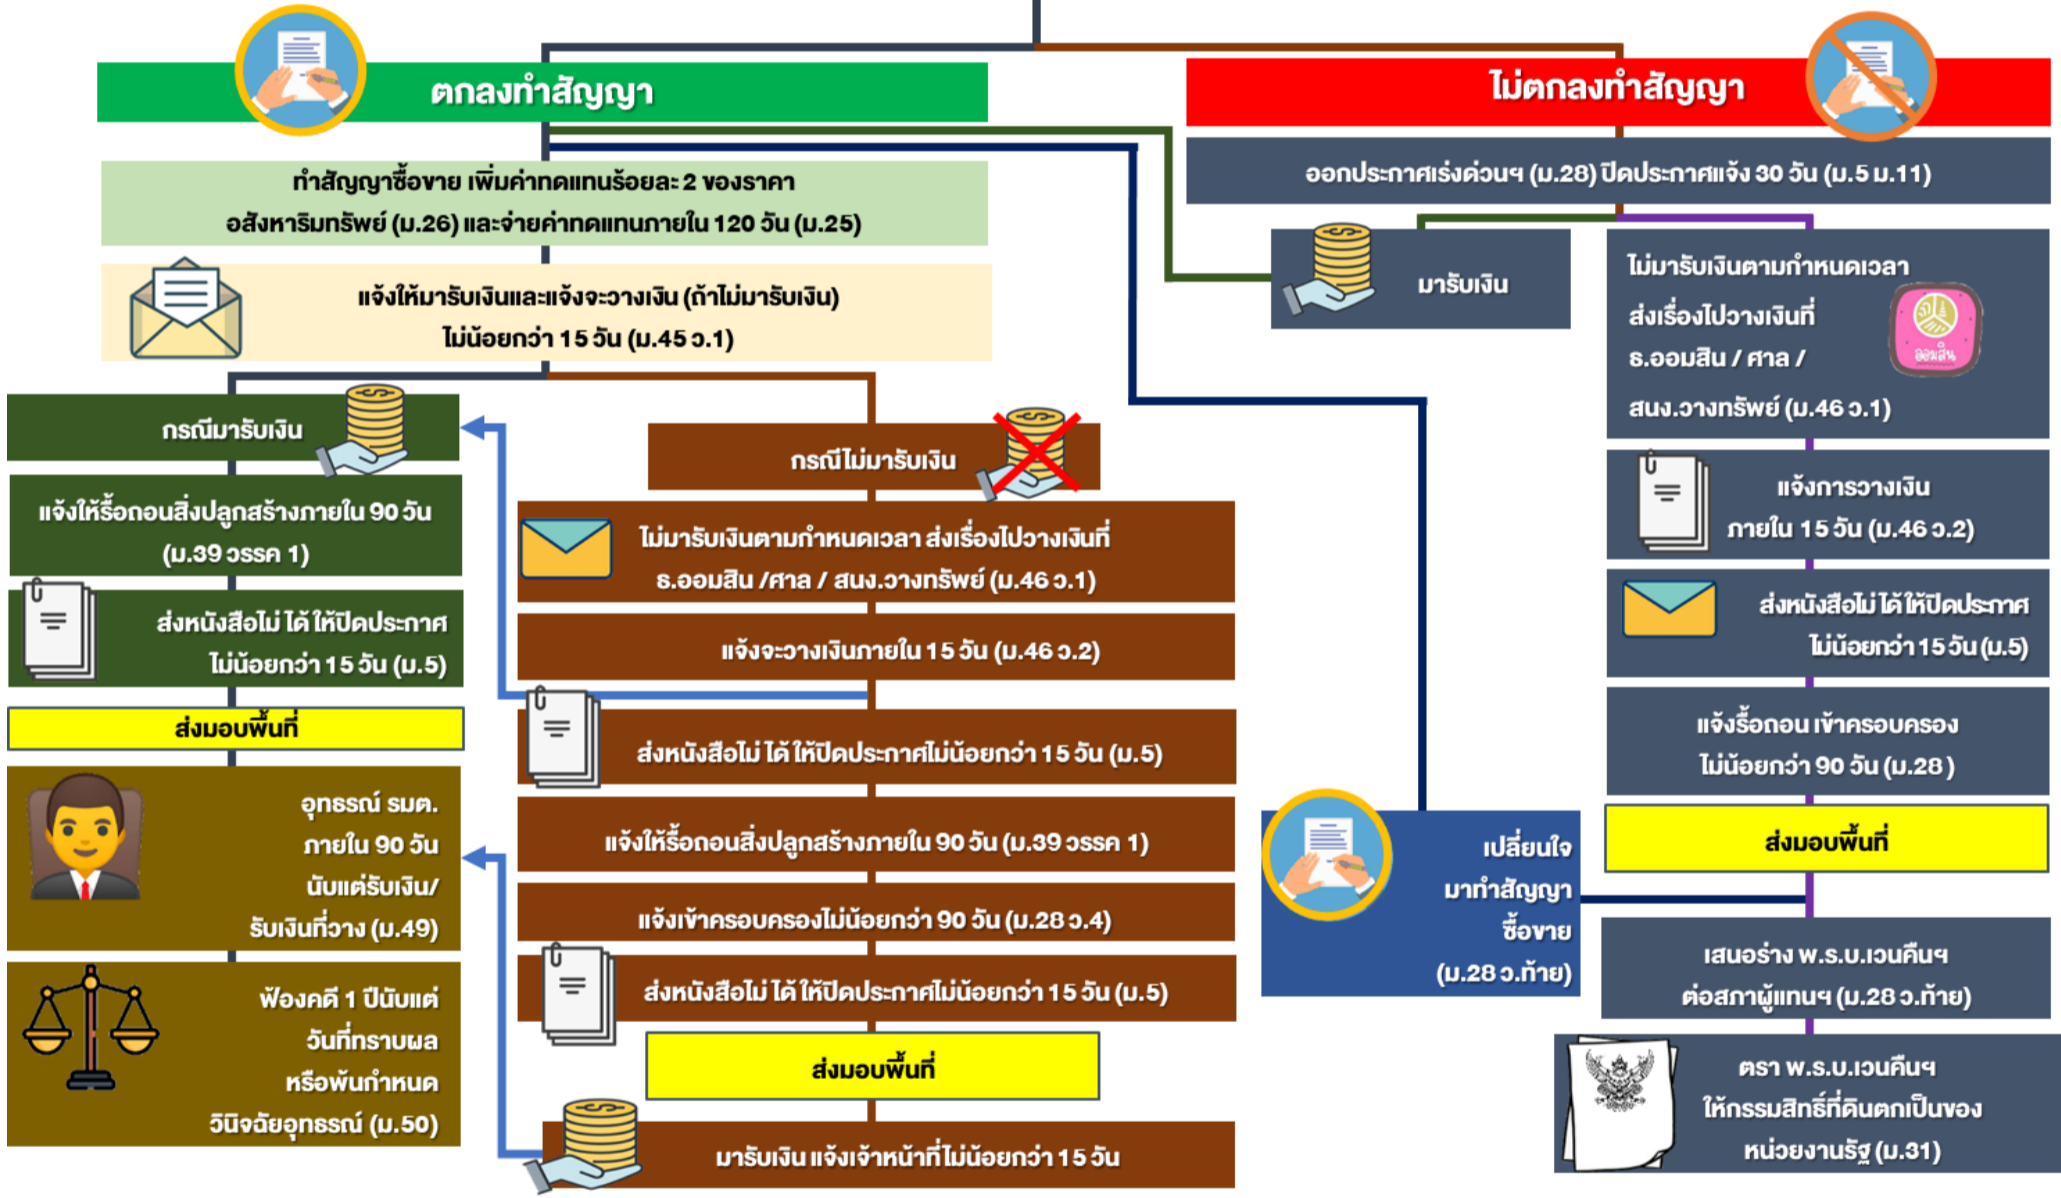 ตกลงทำสัญญา
ทำสัญญาซื้อขาย เพิ่มค่าทดแทนร้อยละ 2 ของราคา
อสังหาริมทรัพย์ (ม.26) และจ่ายค่าทดแทนภายใน 120 วัน (ม.25)
แจ้งให้มารับเงินและแจ้งจะวางเงิน (ถ้าไม่มารับเงิน)
ไม่น้อยกว่า 15 วัน (ม.45 ว.1)
กรณีมารับเงิน
แจ้งให้รื้อถอนสิ่งปลูกสร้างภายใน 90 วัน
(ม.39 วรรค 1)
ส่งหนังสือไม่ ได้ ให้ปิดประกาศ
ไม่น้อยกว่า 15 วัน (ม.5)
ส่งมอบพื้นที่
อุทธรณ์ รมต.
ภายใน 90 วัน
นับแต่รับเงิน/
รับเงินที่วาง (ม.49)
ฟ้องคดี 1 ปีนับแต่
วันที่ทราบผล
หรือพ้นกำหนด
วินิจฉัยอุทธรณ์ (ม.50)
กรณีไม่มารับเงิน
ไม่มารับเงินตามกำหนดเวลา ส่งเรื่องไปวางเงินที่
ธ.ออมสิน /ศาล / สนง.วางทรัพย์ (ม.46 ว.1)
แจ้งจะวางเงินภายใน 15 วัน (ม.46 ว.2)
ส่งหนังสือไม่ ได้ ให้ปิดประกาศไม่น้อยกว่า 15 วัน (ม.5)
แจ้งให้รื้อถอนสิ่งปลูกสร้างภายใน 90 วัน (ม.39 วรรค 1)
แจ้งเข้าครอบครองไม่น้อยกว่า 90 วัน (ม.28 ว.4)
ส่งหนังสือไม่ ได้ ให้ปิดประกาศไม่น้อยกว่า 15 วัน (ม.5)
ส่งมอบพื้นที่
มารับเงิน แจ้งเจ้าหน้าที่ไม่น้อยกว่า 15 วัน
ไม่ตกลงทำสัญญา
ออกประกาศเร่งด่วนฯ (ม.28) ปิดประกาศแจ้ง 30 วัน (ม.5 ม.11)
มารับเงิน
ไม่มารับเงินตามกำหนดเวลา
ส่งเรื่องไปวางเงินที่
ธ.ออมสิน / ศาล /
สนง.วางทรัพย์ (ม.46 ว.1)
ออมสิน
แจ้งการวางเงิน
ภายใน 15 วัน (ม.46 ว.2)
ส่งหนังสือไม่ ได้ ให้ปิดประกาศ
ไม่น้อยกว่า 15 วัน (ม.5)
แจ้งรื้อถอน เข้าครอบครอง
ไม่น้อยกว่า 90 วัน (ม.28 )
ส่งมอบพื้นที่
เปลี่ยนใจ
มาทำสัญญา
ซื้อขาย
(ม.28 ว.ท้าย)
เสนอร่าง พ.ร.บ.เวนคืนฯ
ต่อสภาผู้แทนฯ (ม.28 ว.ท้าย)
ตรา พ.ร.บ.เวนคืนฯ
ให้กรรมสิทธิ์ที่ดินตกเป็นของ
หน่วยงานรัฐ (ม.31)